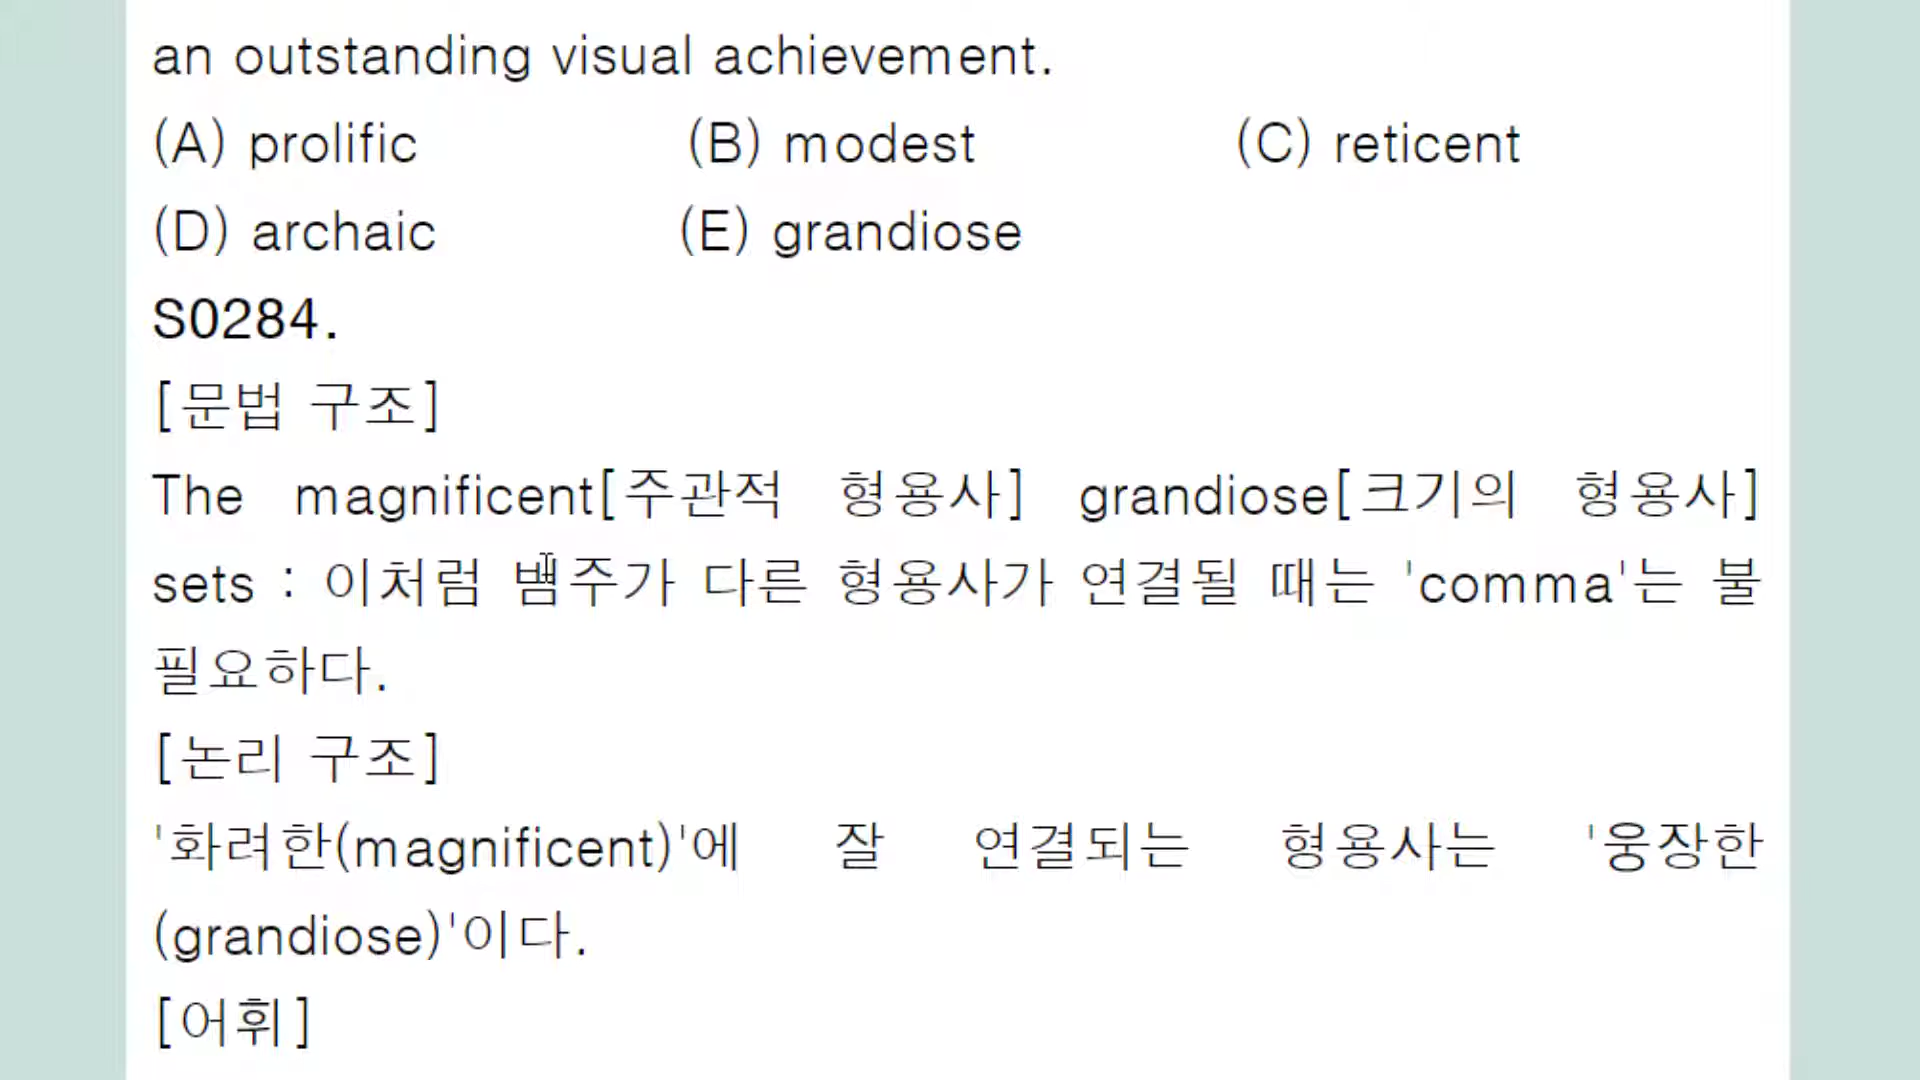 an outstanding visual achievement.
(A) prolific (B) modest (C) reticent
(D) archaic (E) grandiose
S0284.
[문법 구조]
The magnificent[주관적 형용사] grandiose[크기의 형용사]
sets : 이처럼 범주가 다른 형용사가 연결될 때는 'comma'는 불
필요하다.
[논리 구조]
'화려한(magnificent)'에 잘 연결되는 형용사는 '웅장한
(grandiose)'이다.
[어휘]